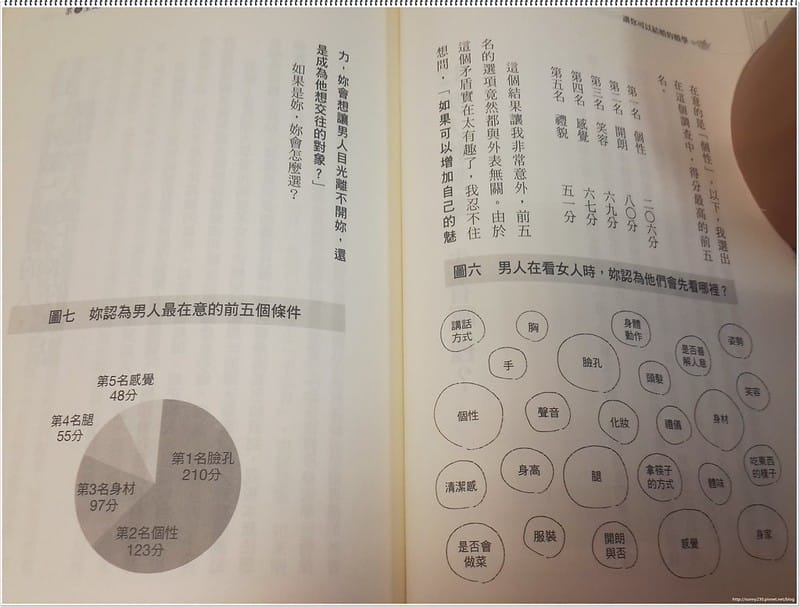 讓你可以結婚的
在意的是「個性」,以下,我選出
在這個調查中,得分最高的前五
名。
第一名 個性 二〇六分
第二名 開朗 八〇分
第三名 笑容 六九分
第四名 感覺 六七分
第五名 禮貌 五一分
這個結果讓我非常意外,前五
名的選項竟然都與外表無關。由於
這個矛盾實在太有趣了,我忍不住
想問,「如果可以增加自己的魅
圖六 男人在看女人時,妳認為他們會先看哪裡?
講話
方式
胸
身體
動作
姿勢
手
臉孔
頭髮
是否善
解人意
笑容
個性
聲音
化妝
禮儀
身材
清潔感
身高
腿
拿筷子
的方式
體味
吃東西
的樣子
是否會
做菜
服裝
開朗
與否
感覺
身家
力,妳會想讓男人目光離不開妳,還
是成為他想交往的對象?」
如果是妳,妳會怎麼選?
圖七 妳認為男人最在意的前五個條件
第5名感覺
48分
第4名腿
55分
第3名身材
97分
第1名臉孔
210分
第2名個性
123分
http://sunny230.pixnet.net/blog